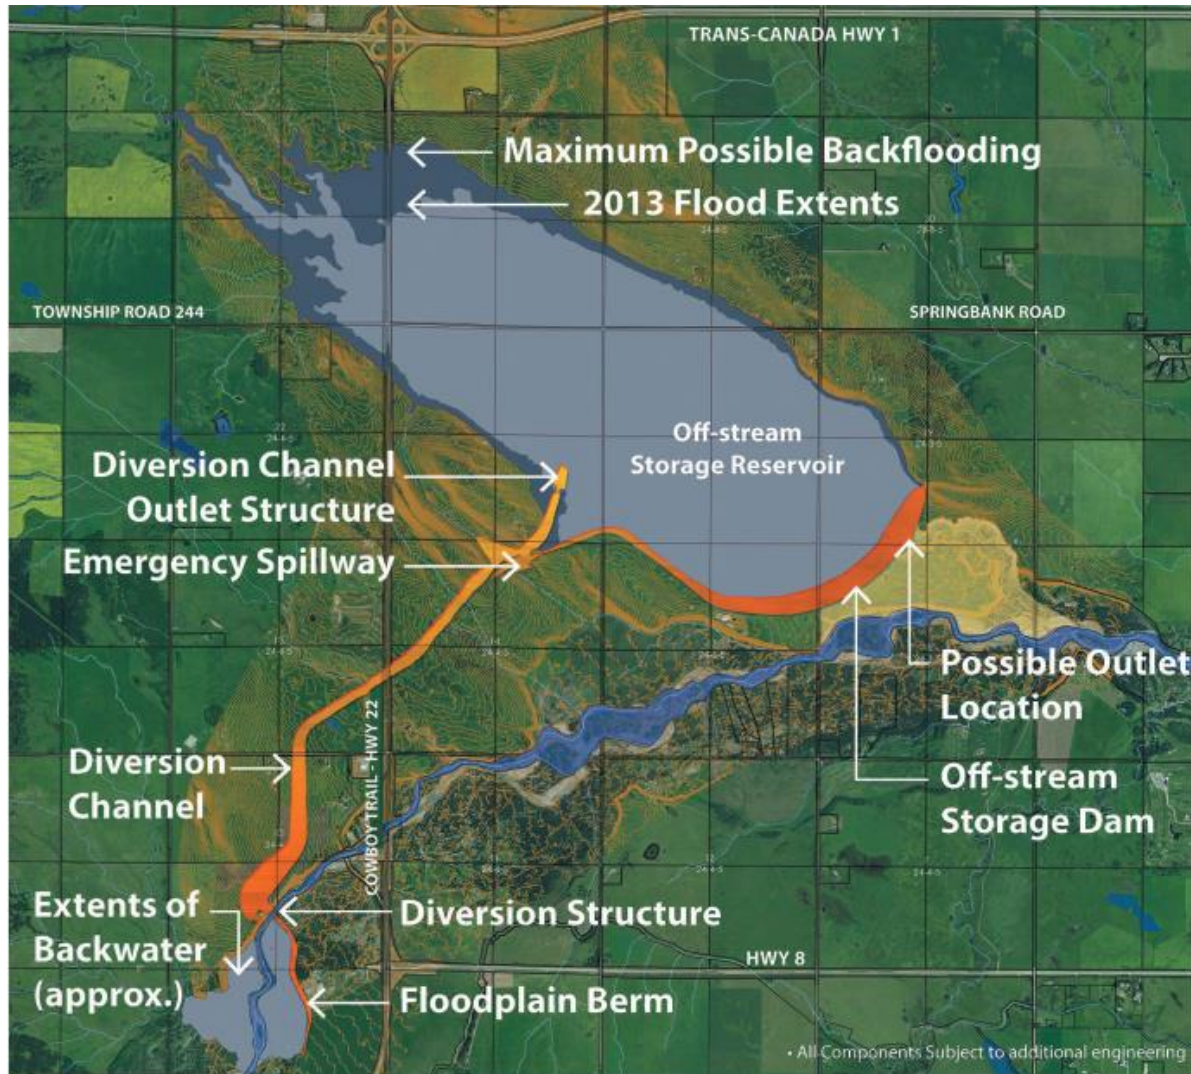 TRANS-CANADA HWY 1
Maximum Possible Backflooding
2013 Flood Extents
TOWNSHIP ROAD 244
SPRINGBANK ROAD
Off-stream
Storage Reservoir
Diversion Channel
Outlet Structure
Emergency Spillway
Possible Outlet
Location
COWBOY TRAIL - HWY 22
Diversion
Channel
Off-stream
Storage Dam
Extents of
Backwater
(approx.)
Diversion Structure
HWY 8
Floodplain Berm
• All Components Subject to additional engineering